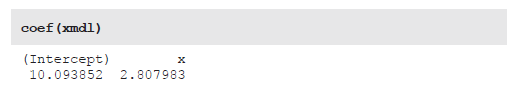 coef(xmdl)
(Intercept)           x
  10.093852  2.807983